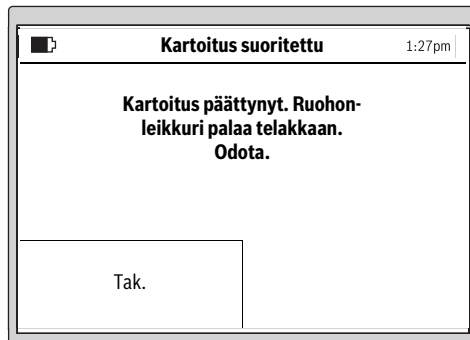 Kartoitus suoritettu 1:27pm
Kartoitus päättynyt. Ruohon-
leikkuri palaa telakkaan.
Odota.
Tak.